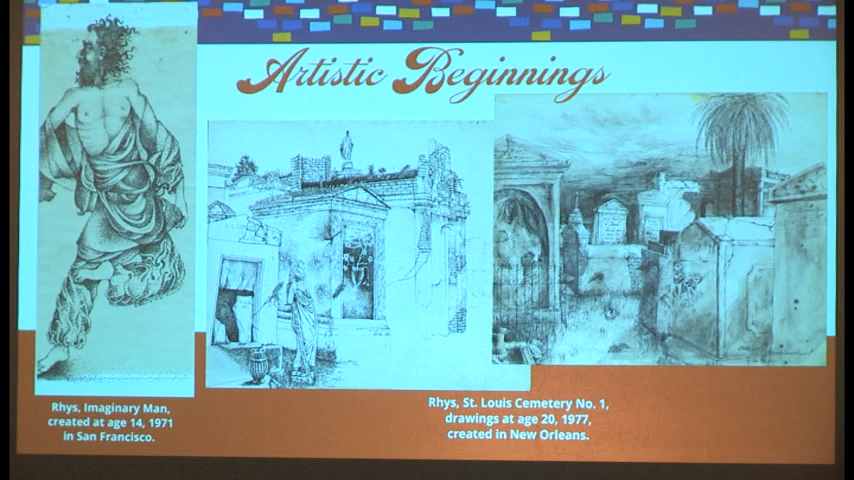 Artistic Beginnings
Rhys, Imaginary Man,
created at age 14, 1971
in San Francisco.
Rhys, St. Louis Cemetery No. 1,
drawings at age 20, 1977,
created in New Orleans.